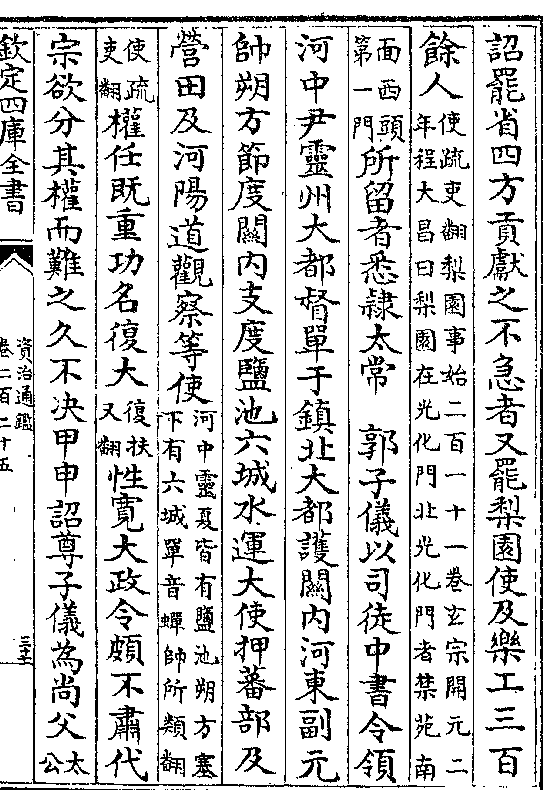 詔罷省四方貢獻之不急者又罷梨園使及樂工三百
餘人使疏吏翻梨園事始二百一十一卷玄宗開元二年程大昌曰梨園在光化門北光化門者禁苑南
面西頭第一門所留者悉隸太常　郭子儀以司徒中書令領
河中尹靈州大都督單于鎮北大都護關内河東副元
帥朔方節度關内支度鹽池六城水運大使押蕃部及
營田及河陽道觀察等使河中靈夏皆有鹽池朔方塞下有六城單音蟬帥所類翻
使疏吏翻權任既重功名復大復扶又翻性寛大政令頗不肅代
宗欲分其權而難之久不决甲申詔尊子儀為尚父太公
欽定四庫全書
資治通鑑
卷二百二十五